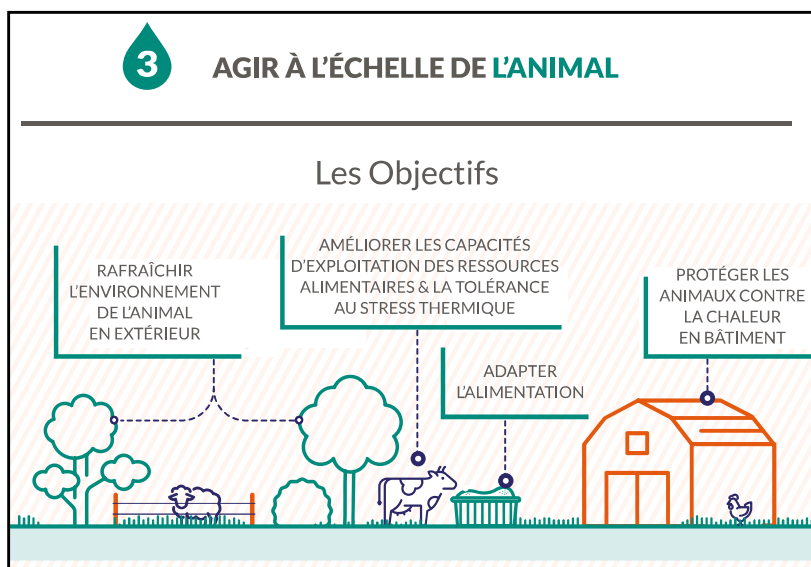 3
AGIR À L'ÉCHELLE DE L'ANIMAL
Les Objectifs
RAFRAÎCHIR
L'ENVIRONNEMENT
DE L'ANIMAL
EN EXTÉRIEUR
AMÉLIORER LES CAPACITÉS
D'EXPLOITATION DES RESSOURCES
ALIMENTAIRES & LA TOLÉRANCE
AU STRESS THERMIQUE
ADAPTER
L'ALIMENTATION
PROTÉGER LES
ANIMAUX CONTRE
LA CHALEUR
EN BÂTIMENT